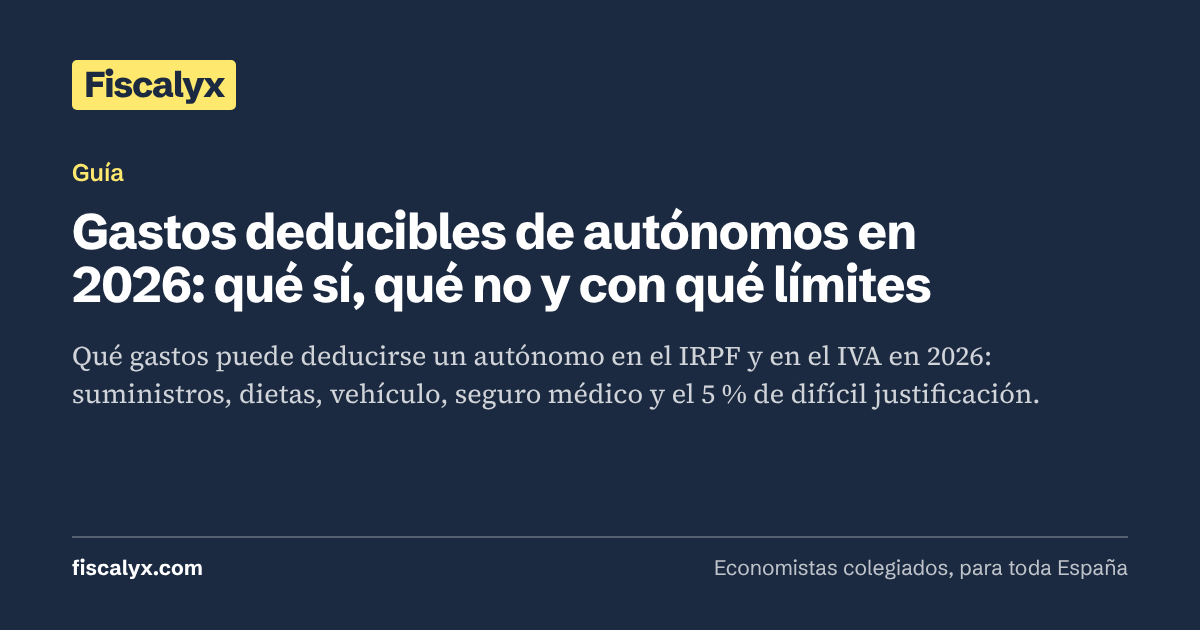 Fiscalyx
Guía
Gastos deducibles de autónomos en
2026: qué sí, qué no y con qué límites
Qué gastos puede deducirse un autónomo en el IRPF y en el IVA en 2026:
suministros, dietas, vehículo, seguro médico y el 5 % de difícil justificación.
fiscalyx.com
Economistas colegiados, para toda España